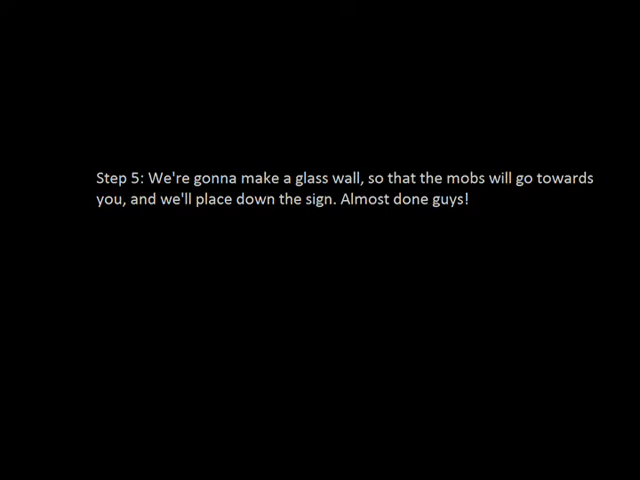 Step 5: We're gonna make a glass wall, so that the mobs will go towards
you, and we'll place down the sign. Almost done guys!